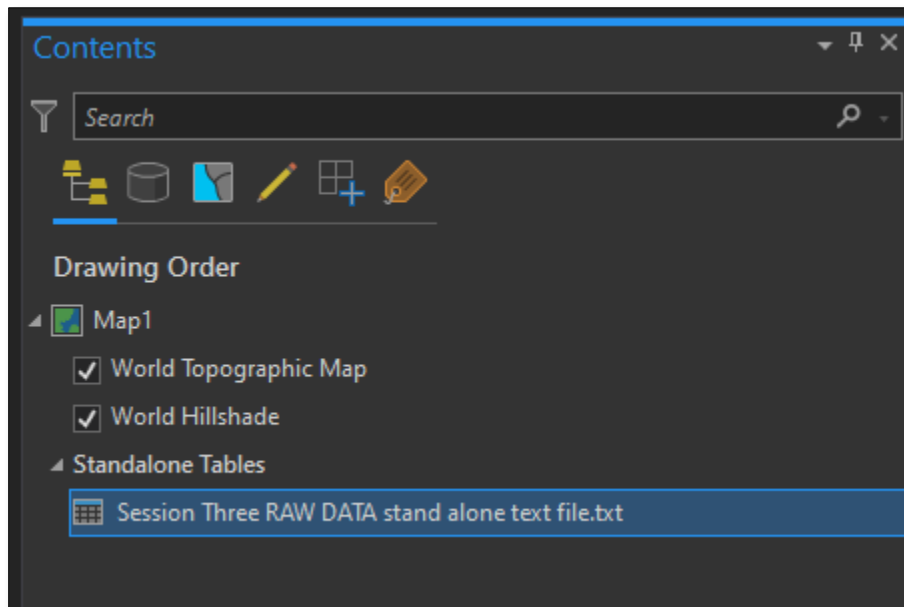 Contents
Search
Drawing Order
Map1
World Topographic Map
World Hillshade
Standalone Tables
Session Three RAW DATA stand alone text file.txt